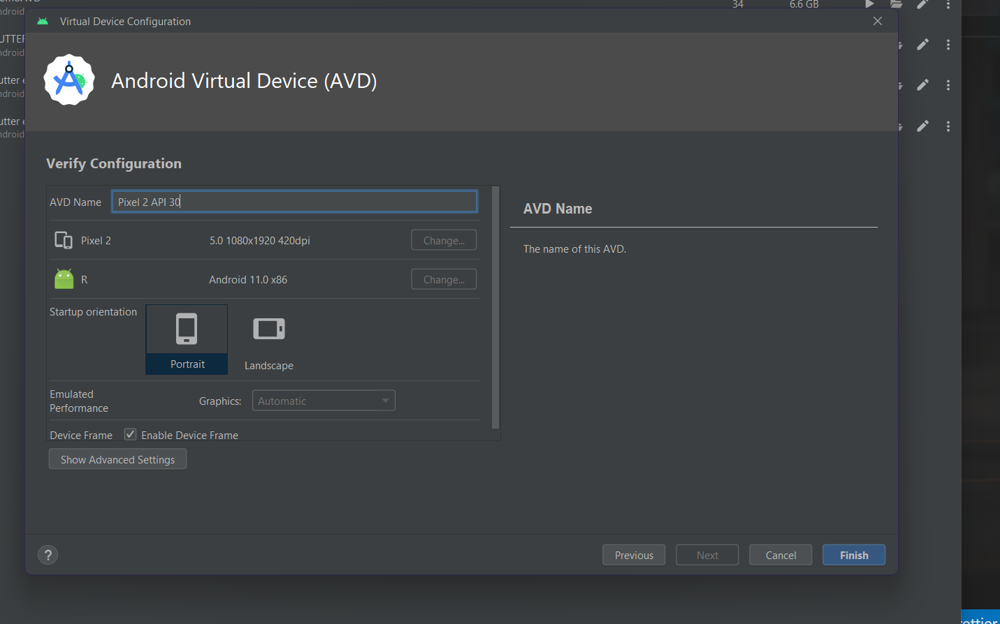 34 6.6 GB
ndroid
Virtual Device Configuration
UTTER
ndroid
Android Virtual Device (AVD)
utter e
ndroid
utter e
ndroid
Verify Configuration
AVD Name Pixel 2 API 30
AVD Name
Pixel 2 5.0 1080x1920 420dpi Change...
The name of this AVD.
R Android 11.0 x86 Change...
Startup orientation
Portrait
Landscape
Emulated
Performance
Graphics: Automatic
Device Frame Enable Device Frame
Show Advanced Settings
? Previous Next Cancel Finish